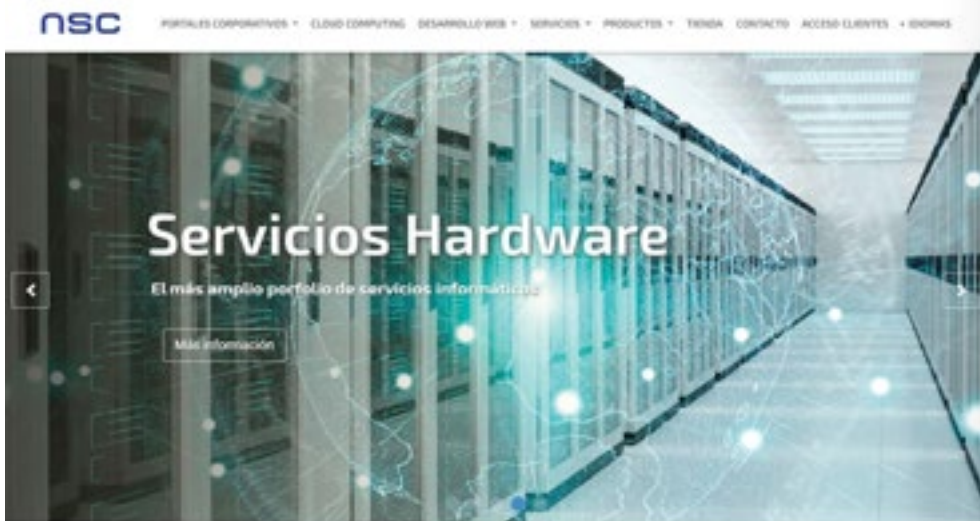 nsc
PORTALES CORPORATIVOS CLOUD COMPUTING DESARROLLO WEB SERVICIOS PRODUCTOS TIENDA CONTACTO ACCESO CLIENTES + IDIOMAS
Servicios Hardware
El más amplio porfolio de servicios informáticos
Más información